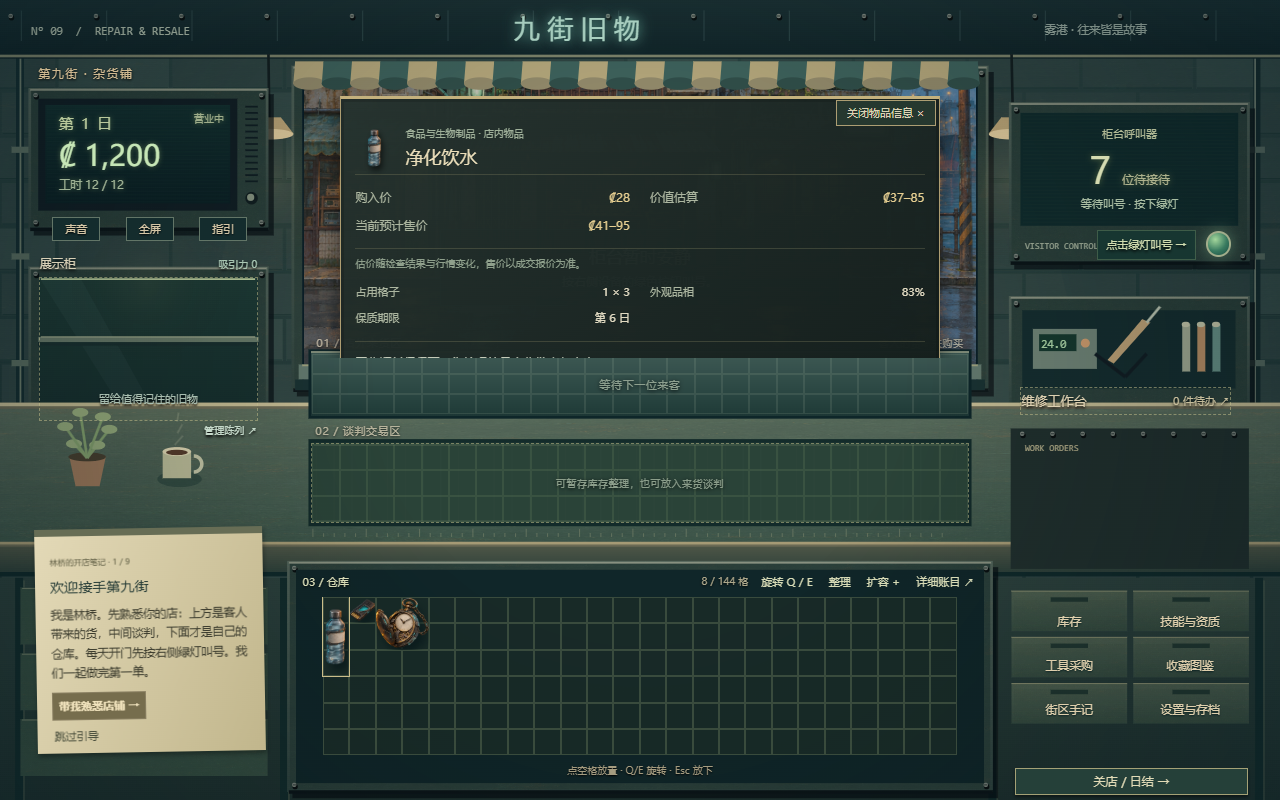 Nº 09 / REPAIR & RESALE
九街旧物
雾港 · 往来皆是故事
第九街 · 杂货铺
第 1 日
营业中
₡ 1,200
工时 12 / 12
声音
全屏
指引
展示柜
吸引力 0
留给值得记住的旧物
管理陈列 ↗
关闭物品信息 ×
食品与生物制品 · 店内物品
净化饮水
购入价 ₡28
价值估算 ₡37–85
当前预计售价 ₡41–95
估价随检查结果与行情变化，售价以成交报价为准。
占用格子 1 × 3
外观品相 83%
保质期限 第 6 日
01 /
购买
等待下一位来客
02 / 谈判交易区
可暂存库存整理，也可放入来货谈判
柜台呼叫器
7 位待接待
等待叫号 · 按下绿灯
VISITOR CONTROL
点击绿灯叫号 →
24.0
维修工作台
0 件待办 ↗
WORK ORDERS
林桥的开店笔记 · 1 / 9
欢迎接手第九街
我是林桥。先熟悉你的店：上方是客人
带来的货，中间谈判，下面才是自己的
仓库。每天开门先按右侧绿灯叫号。我
们一起做完第一单。
带我熟悉店铺 →
跳过引导
03 / 仓库
8 / 144 格
旋转 Q / E
整理
扩容 +
详细账目 ↗
点空格放置 · Q/E 旋转 · Esc 放下
库存
技能与资质
工具采购
收藏图鉴
街区手记
设置与存档
关店 / 日结 →